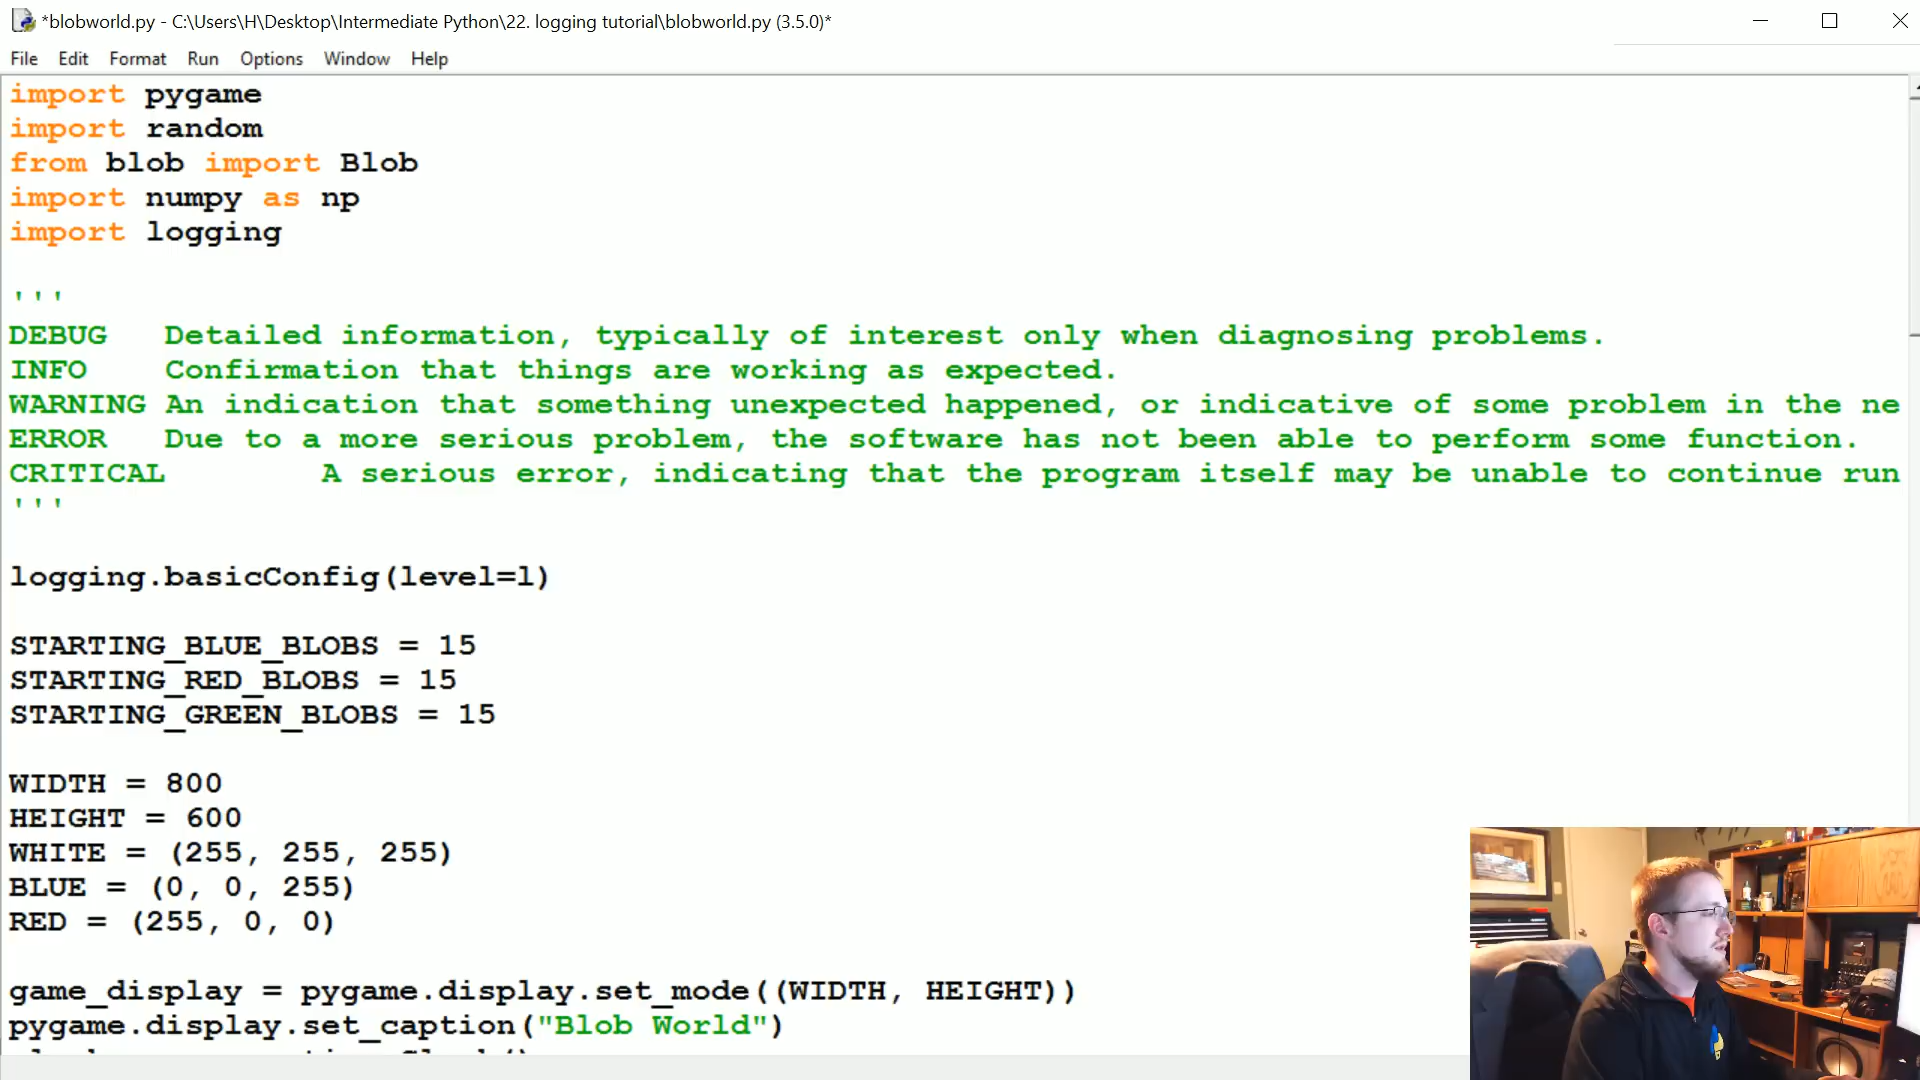 *blobworld.py - C:\Users\H\Desktop\Intermediate Python\22. logging tutorial\blobworld.py (3.5.0)*
File Edit Format Run Options Window Help
import pygame
import random
from blob import Blob
import numpy as np
import logging
'''
DEBUG Detailed information, typically of interest only when diagnosing problems.
INFO Confirmation that things are working as expected.
WARNING An indication that something unexpected happened, or indicative of some problem in the ne
ERROR Due to a more serious problem, the software has not been able to perform some function.
CRITICAL A serious error, indicating that the program itself may be unable to continue run
'''
logging.basicConfig(level=l)
STARTING_BLUE_BLOBS = 15
STARTING_RED_BLOBS = 15
STARTING_GREEN_BLOBS = 15
WIDTH = 800
HEIGHT = 600
WHITE = (255, 255, 255)
BLUE = (0, 0, 255)
RED = (255, 0, 0)
game_display = pygame.display.set_mode((WIDTH, HEIGHT))
pygame.display.set_caption("Blob World")